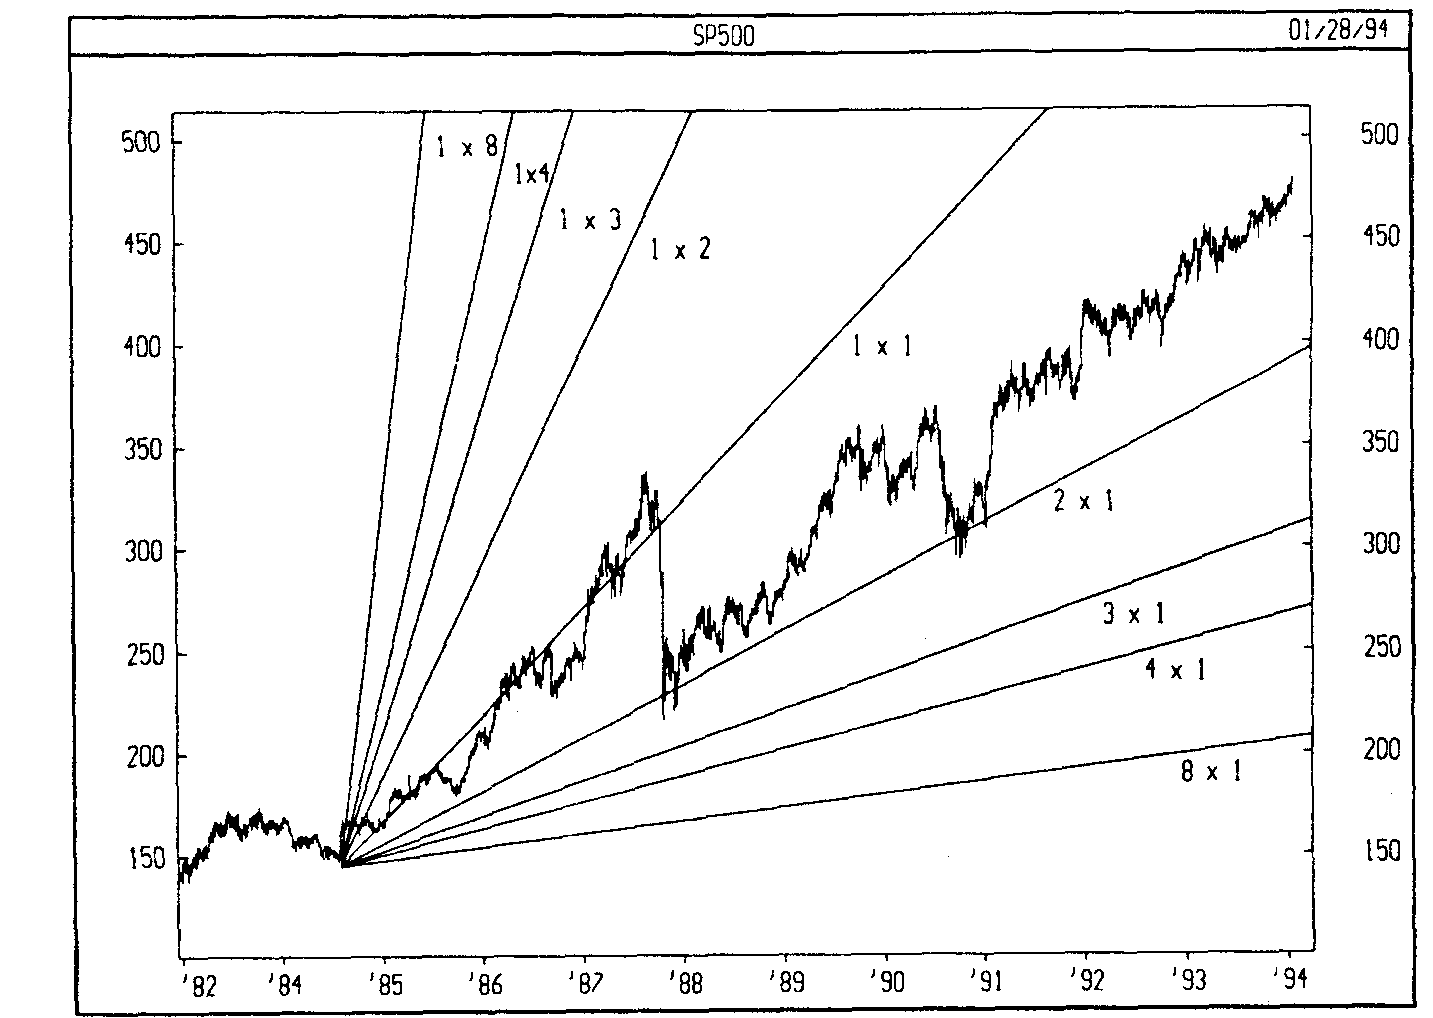 SP500 01/28/94
500 1 x 8 500
1x4
1 x 3
450 1 x 2 450
400 1 x 1 400
350 350
2 x 1
300 300
3 x 1
250 4 x 1 250
200 200
8 x 1
150 150
'82 '84 '85 '86 '87 '88 '89 '90 '91 '92 '93 '94